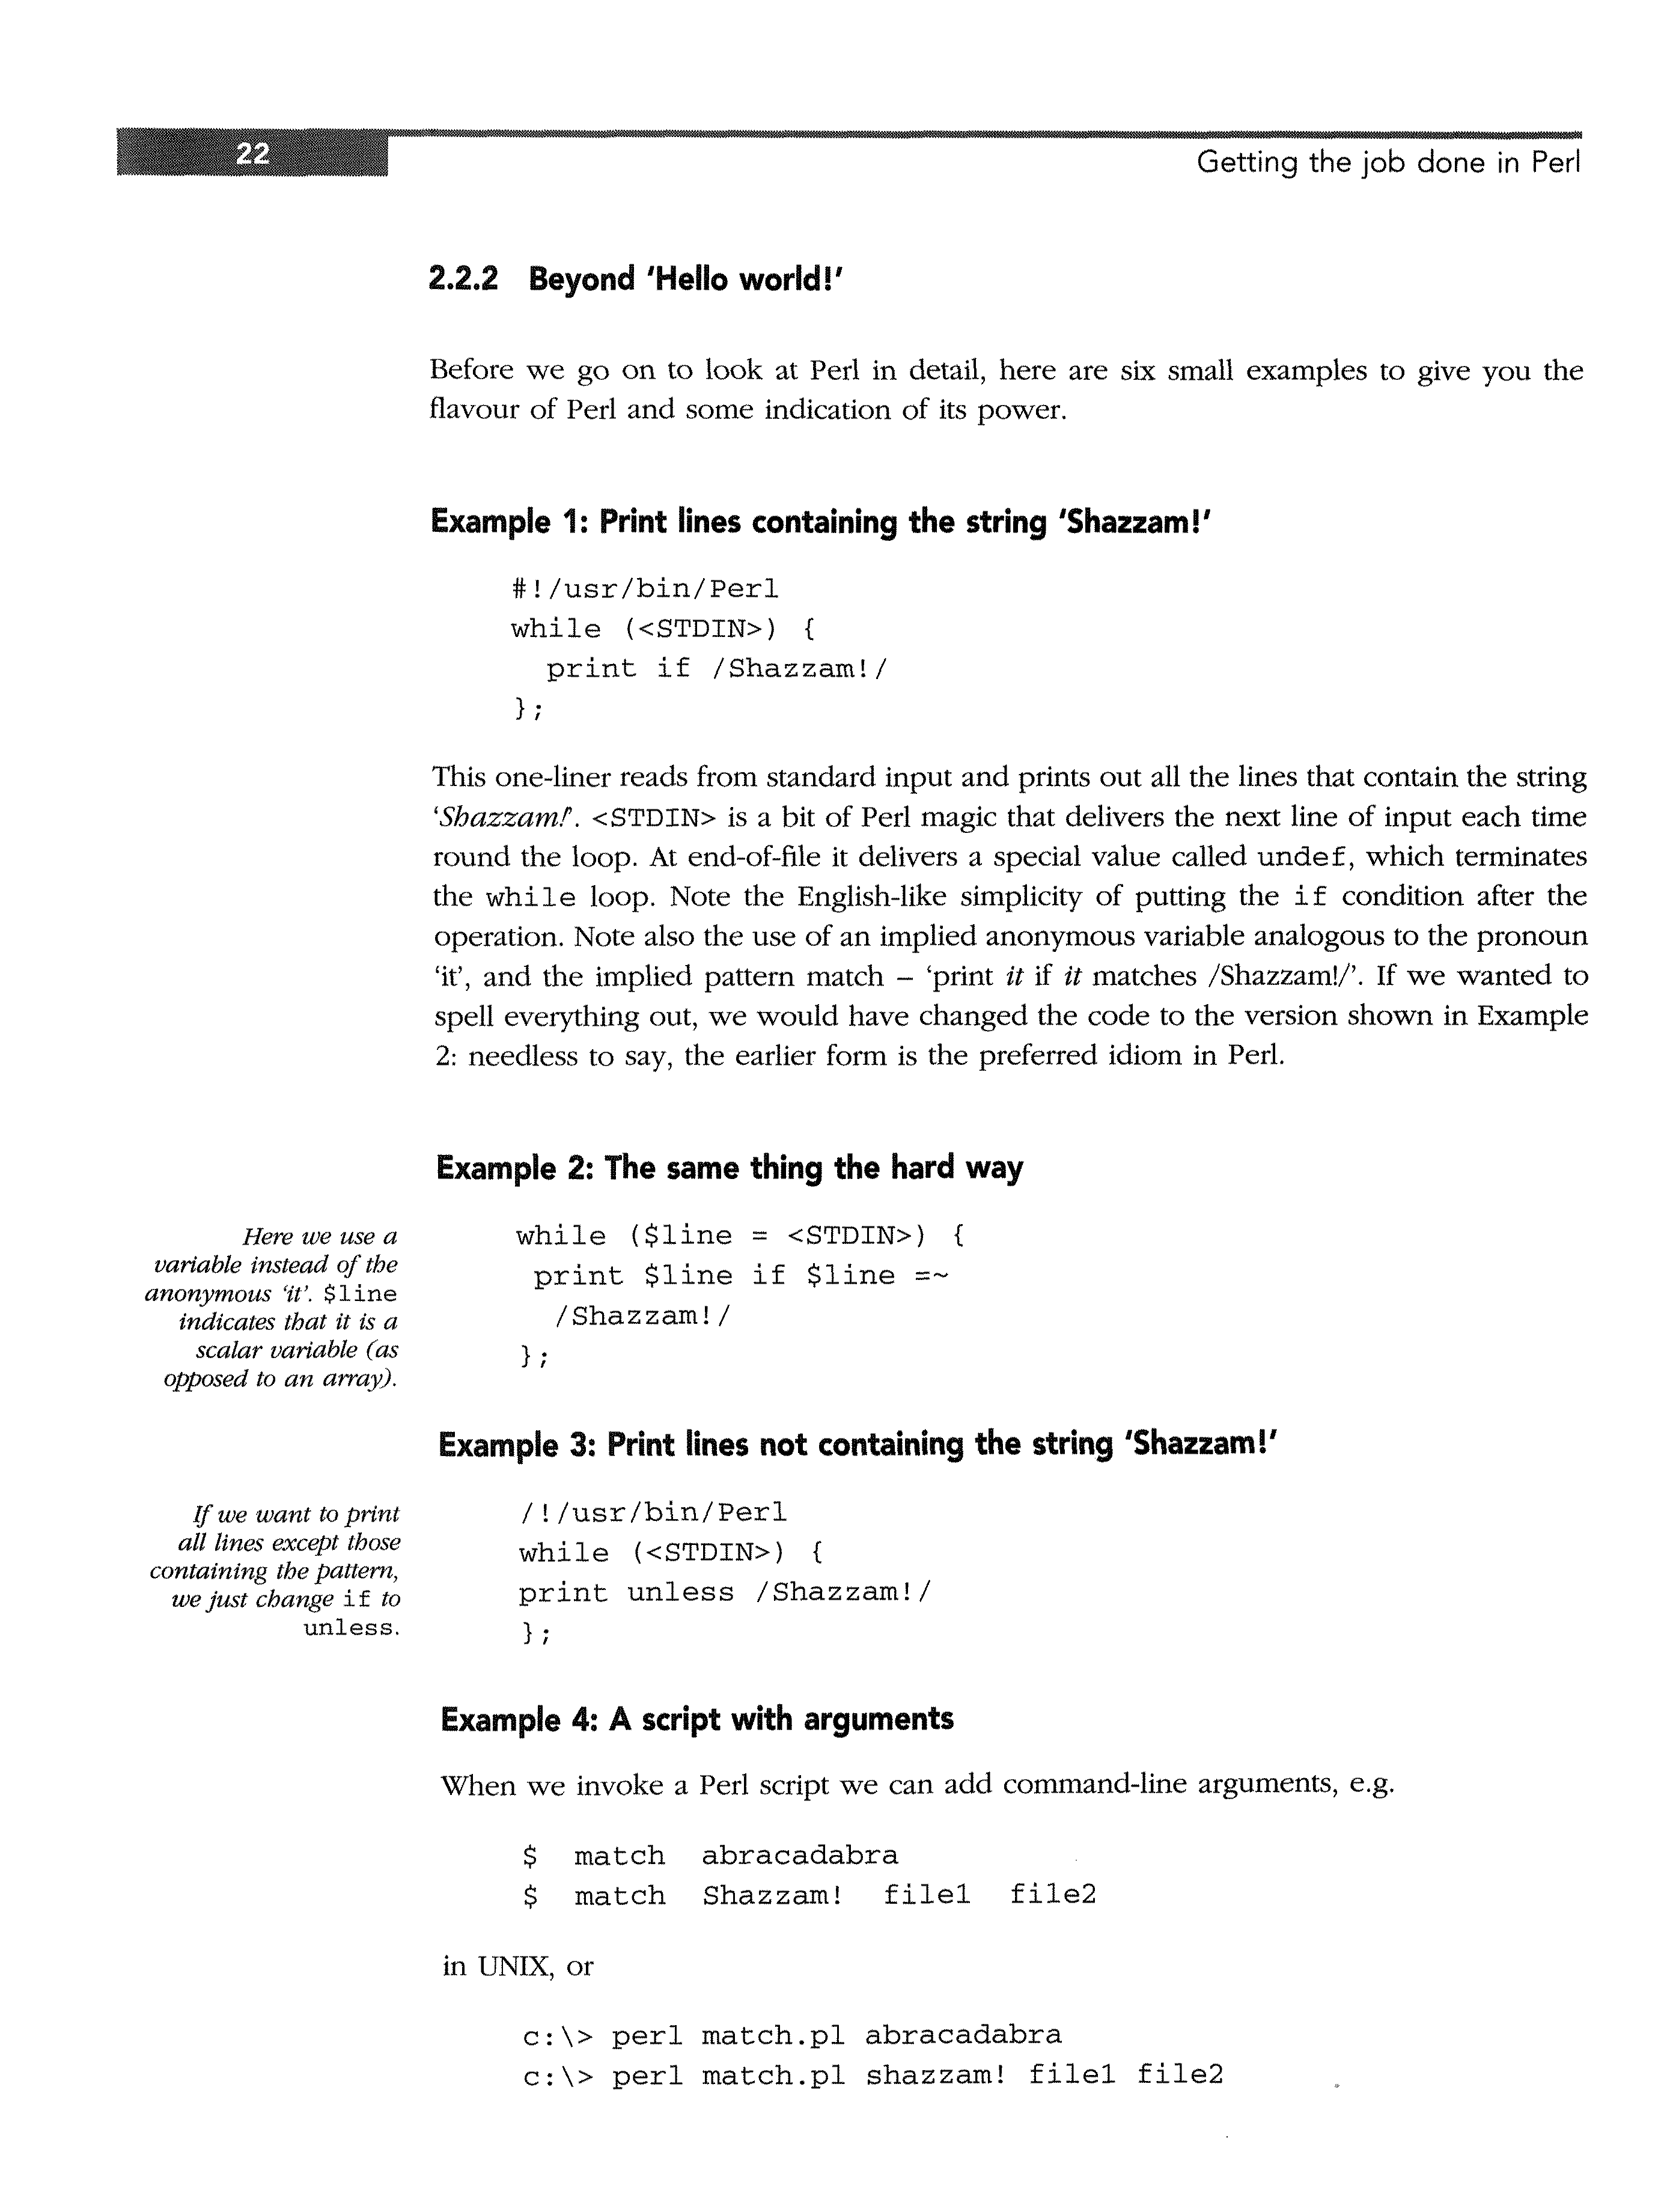 22
Getting the job done in Perl
2.2.2 Beyond 'Hello world!'
Before we go on to look at Perl in detail, here are six small examples to give you the
flavour of Perl and some indication of its power.
Example 1: Print lines containing the string 'Shazzam!'
#!/usr/bin/Perl
while (<STDIN>) {
print if /Shazzam!/
};
This one-liner reads from standard input and prints out all the lines that contain the string
'Shazzam!'. <STDIN> is a bit of Perl magic that delivers the next line of input each time
round the loop. At end-of-file it delivers a special value called undef, which terminates
the while loop. Note the English-like simplicity of putting the if condition after the
operation. Note also the use of an implied anonymous variable analogous to the pronoun
'it', and the implied pattern match – 'print it if it matches /Shazzam!/'. If we wanted to
spell everything out, we would have changed the code to the version shown in Example
2: needless to say, the earlier form is the preferred idiom in Perl.
Example 2: The same thing the hard way
Here we use a
variable instead of the
anonymous 'it'. $line
indicates that it is a
scalar variable (as
opposed to an array).
while ($line = <STDIN>) {
print $line if $line =~
/Shazzam!/
};
Example 3: Print lines not containing the string 'Shazzam!'
If we want to print
all lines except those
containing the pattern,
we just change if to
unless.
/!/usr/bin/Perl
while (<STDIN>) {
print unless /Shazzam!/
};
Example 4: A script with arguments
When we invoke a Perl script we can add command-line arguments, e.g.
$ match abracadabra
$ match Shazzam! file1 file2
in UNIX, or
c:\> perl match.pl abracadabra
c:\> perl match.pl shazzam! file1 file2